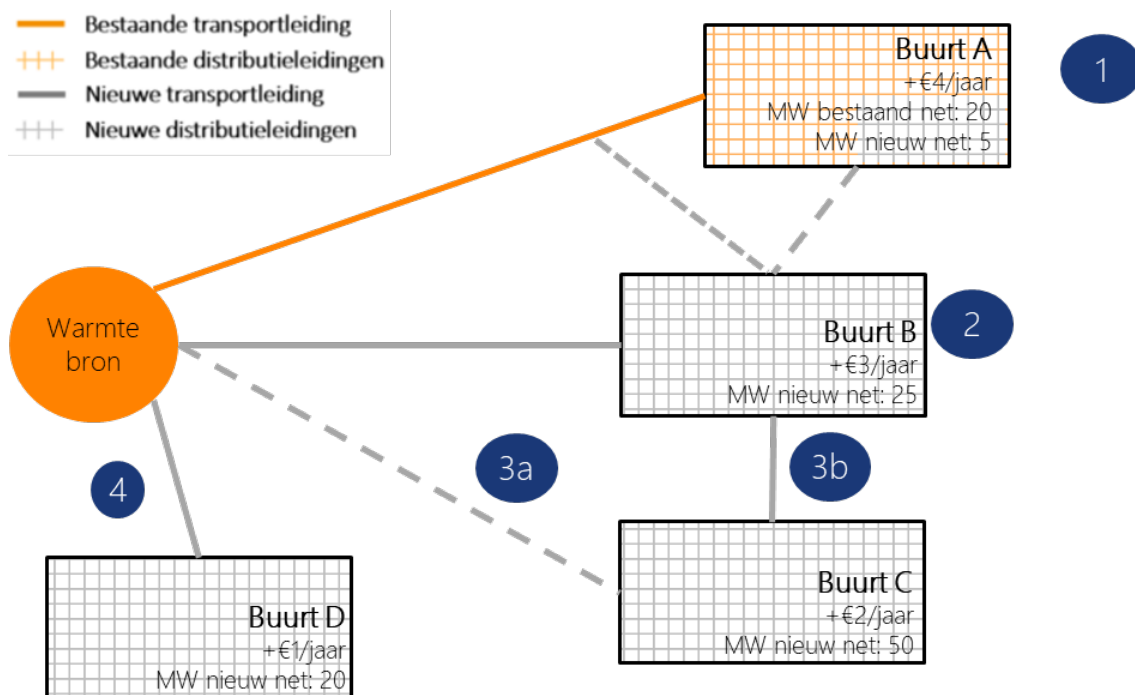 Bestaande transportleiding
Bestaande distributieleidingen
Nieuwe transportleiding
Nieuwe distributieleidingen
Buurt A
+€4/jaar
MW bestaand net: 20
MW nieuw net: 5
1
Warmte
bron
Buurt B
+€3/jaar
MW nieuw net: 25
2
3a
3b
4
Buurt C
+€2/jaar
MW nieuw net: 50
Buurt D
+€1/jaar
MW nieuw net: 20